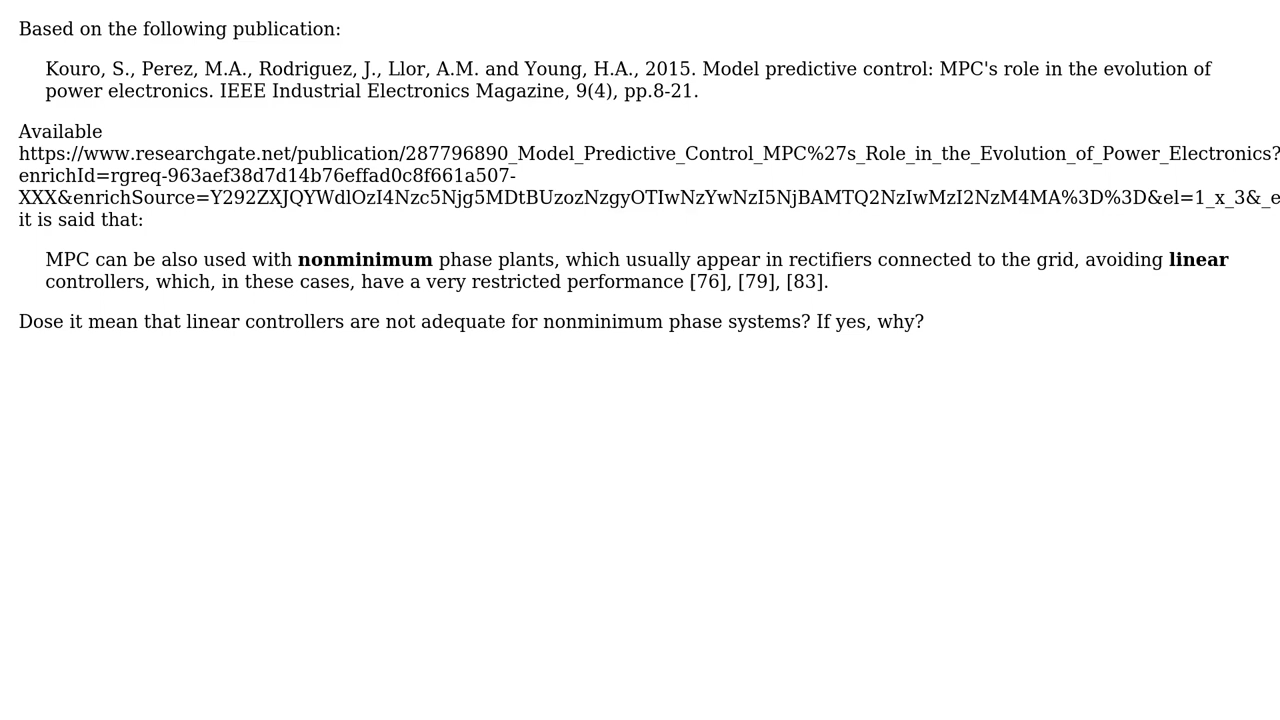 Based on the following publication:
Kouro, S., Perez, M.A., Rodriguez, J., Llor, A.M. and Young, H.A., 2015. Model predictive control: MPC's role in the evolution of
power electronics. IEEE Industrial Electronics Magazine, 9(4), pp.8-21.
Available
https://www.researchgate.net/publication/287796890_Model_Predictive_Control_MPC%27s_Role_in_the_Evolution_of_Power_Electronics?
enrichId=rgreq-963aef38d7d14b76effad0c8f661a507-
XXX&enrichSource=Y292ZXJQYWdlOzI4Nzc5Njg5MDtBUzozNzgyOTIwNzYwNzI5NjBAMTQ2NzIwMzI2NzM4MA%3D%3D&el=1_x_3&_e
it is said that:
MPC can be also used with nonminimum phase plants, which usually appear in rectifiers connected to the grid, avoiding linear
controllers, which, in these cases, have a very restricted performance [76], [79], [83].
Dose it mean that linear controllers are not adequate for nonminimum phase systems? If yes, why?